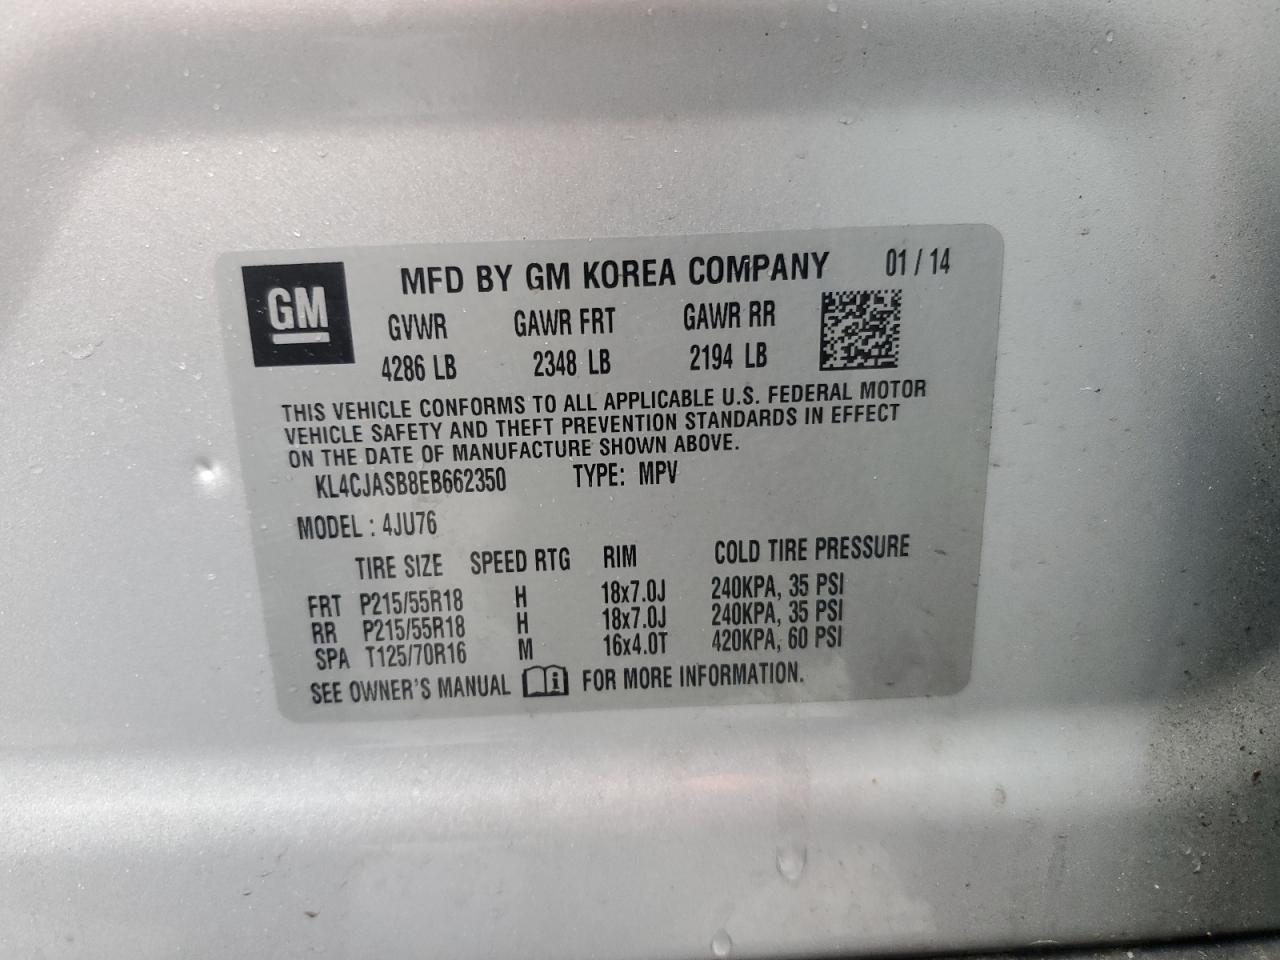 GM
MFD BY GM KOREA COMPANY 01 / 14
GVWR GAWR FRT GAWR RR
4286 LB 2348 LB 2194 LB
THIS VEHICLE CONFORMS TO ALL APPLICABLE U.S. FEDERAL MOTOR
VEHICLE SAFETY AND THEFT PREVENTION STANDARDS IN EFFECT
ON THE DATE OF MANUFACTURE SHOWN ABOVE.
KL4CJASB8EB662350 TYPE: MPV
MODEL : 4JU76
TIRE SIZE SPEED RTG RIM COLD TIRE PRESSURE
FRT P215/55R18 H 18x7.0J 240KPA, 35 PSI
RR P215/55R18 H 18x7.0J 240KPA, 35 PSI
SPA T125/70R16 M 16x4.0T 420KPA, 60 PSI
SEE OWNER'S MANUAL i FOR MORE INFORMATION.